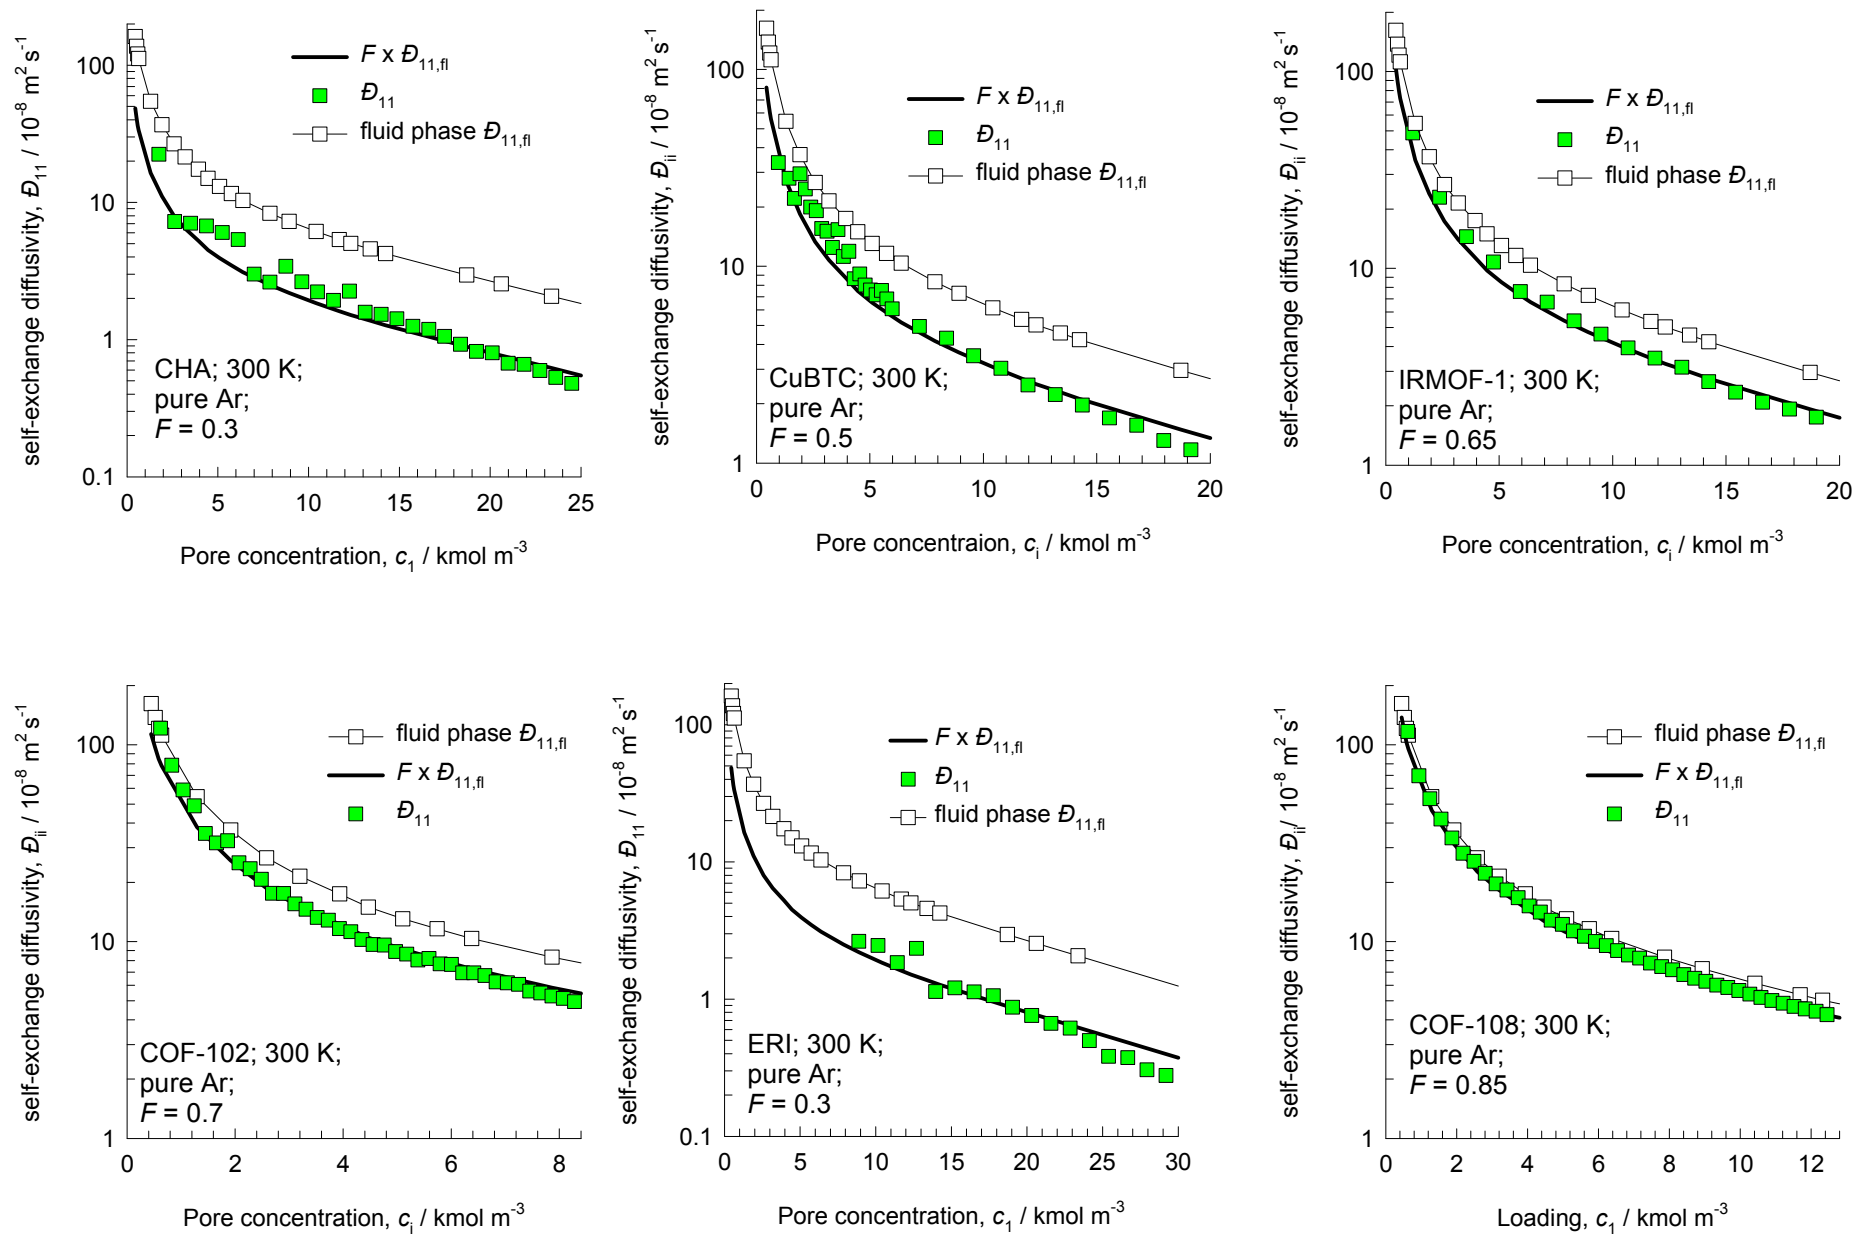 self-exchange diffusivity, Đ11 / 10-8 m2 s-1
100
10
1
0.1
F x Đ11,fl
Đ11
fluid phase Đ11,fl
CHA; 300 K;
pure Ar;
F = 0.3
0 5 10 15 20 25
Pore concentration, c1 / kmol m-3
self-exchange diffusivity, Đii / 10-8 m2 s-1
100
10
1
F x Đ11,fl
Đ11
fluid phase Đ11,fl
CuBTC; 300 K;
pure Ar;
F = 0.5
0 5 10 15 20
Pore concentraion, ci / kmol m-3
self-exchange diffusivity, Đii / 10-8 m2 s-1
100
10
1
F x Đ11,fl
Đ11
fluid phase Đ11,fl
IRMOF-1; 300 K;
pure Ar;
F = 0.65
0 5 10 15 20
Pore concentration, ci / kmol m-3
self-exchange diffusivity, Đii / 10-8 m2 s-1
100
10
1
fluid phase Đ11,fl
F x Đ11,fl
Đ11
COF-102; 300 K;
pure Ar;
F = 0.7
0 2 4 6 8
Pore concentration, ci / kmol m-3
self-exchange diffusivity, Đ11 / 10-8 m2 s-1
100
10
1
0.1
F x Đ11,fl
Đ11
fluid phase Đ11,fl
ERI; 300 K;
pure Ar;
F = 0.3
0 5 10 15 20 25 30
Pore concentration, c1 / kmol m-3
self-exchange diffusivity, Đii/ 10-8 m2 s-1
100
10
1
fluid phase Đ11,fl
F x Đ11,fl
Đ11
COF-108; 300 K;
pure Ar;
F = 0.85
0 2 4 6 8 10 12
Loading, c1 / kmol m-3